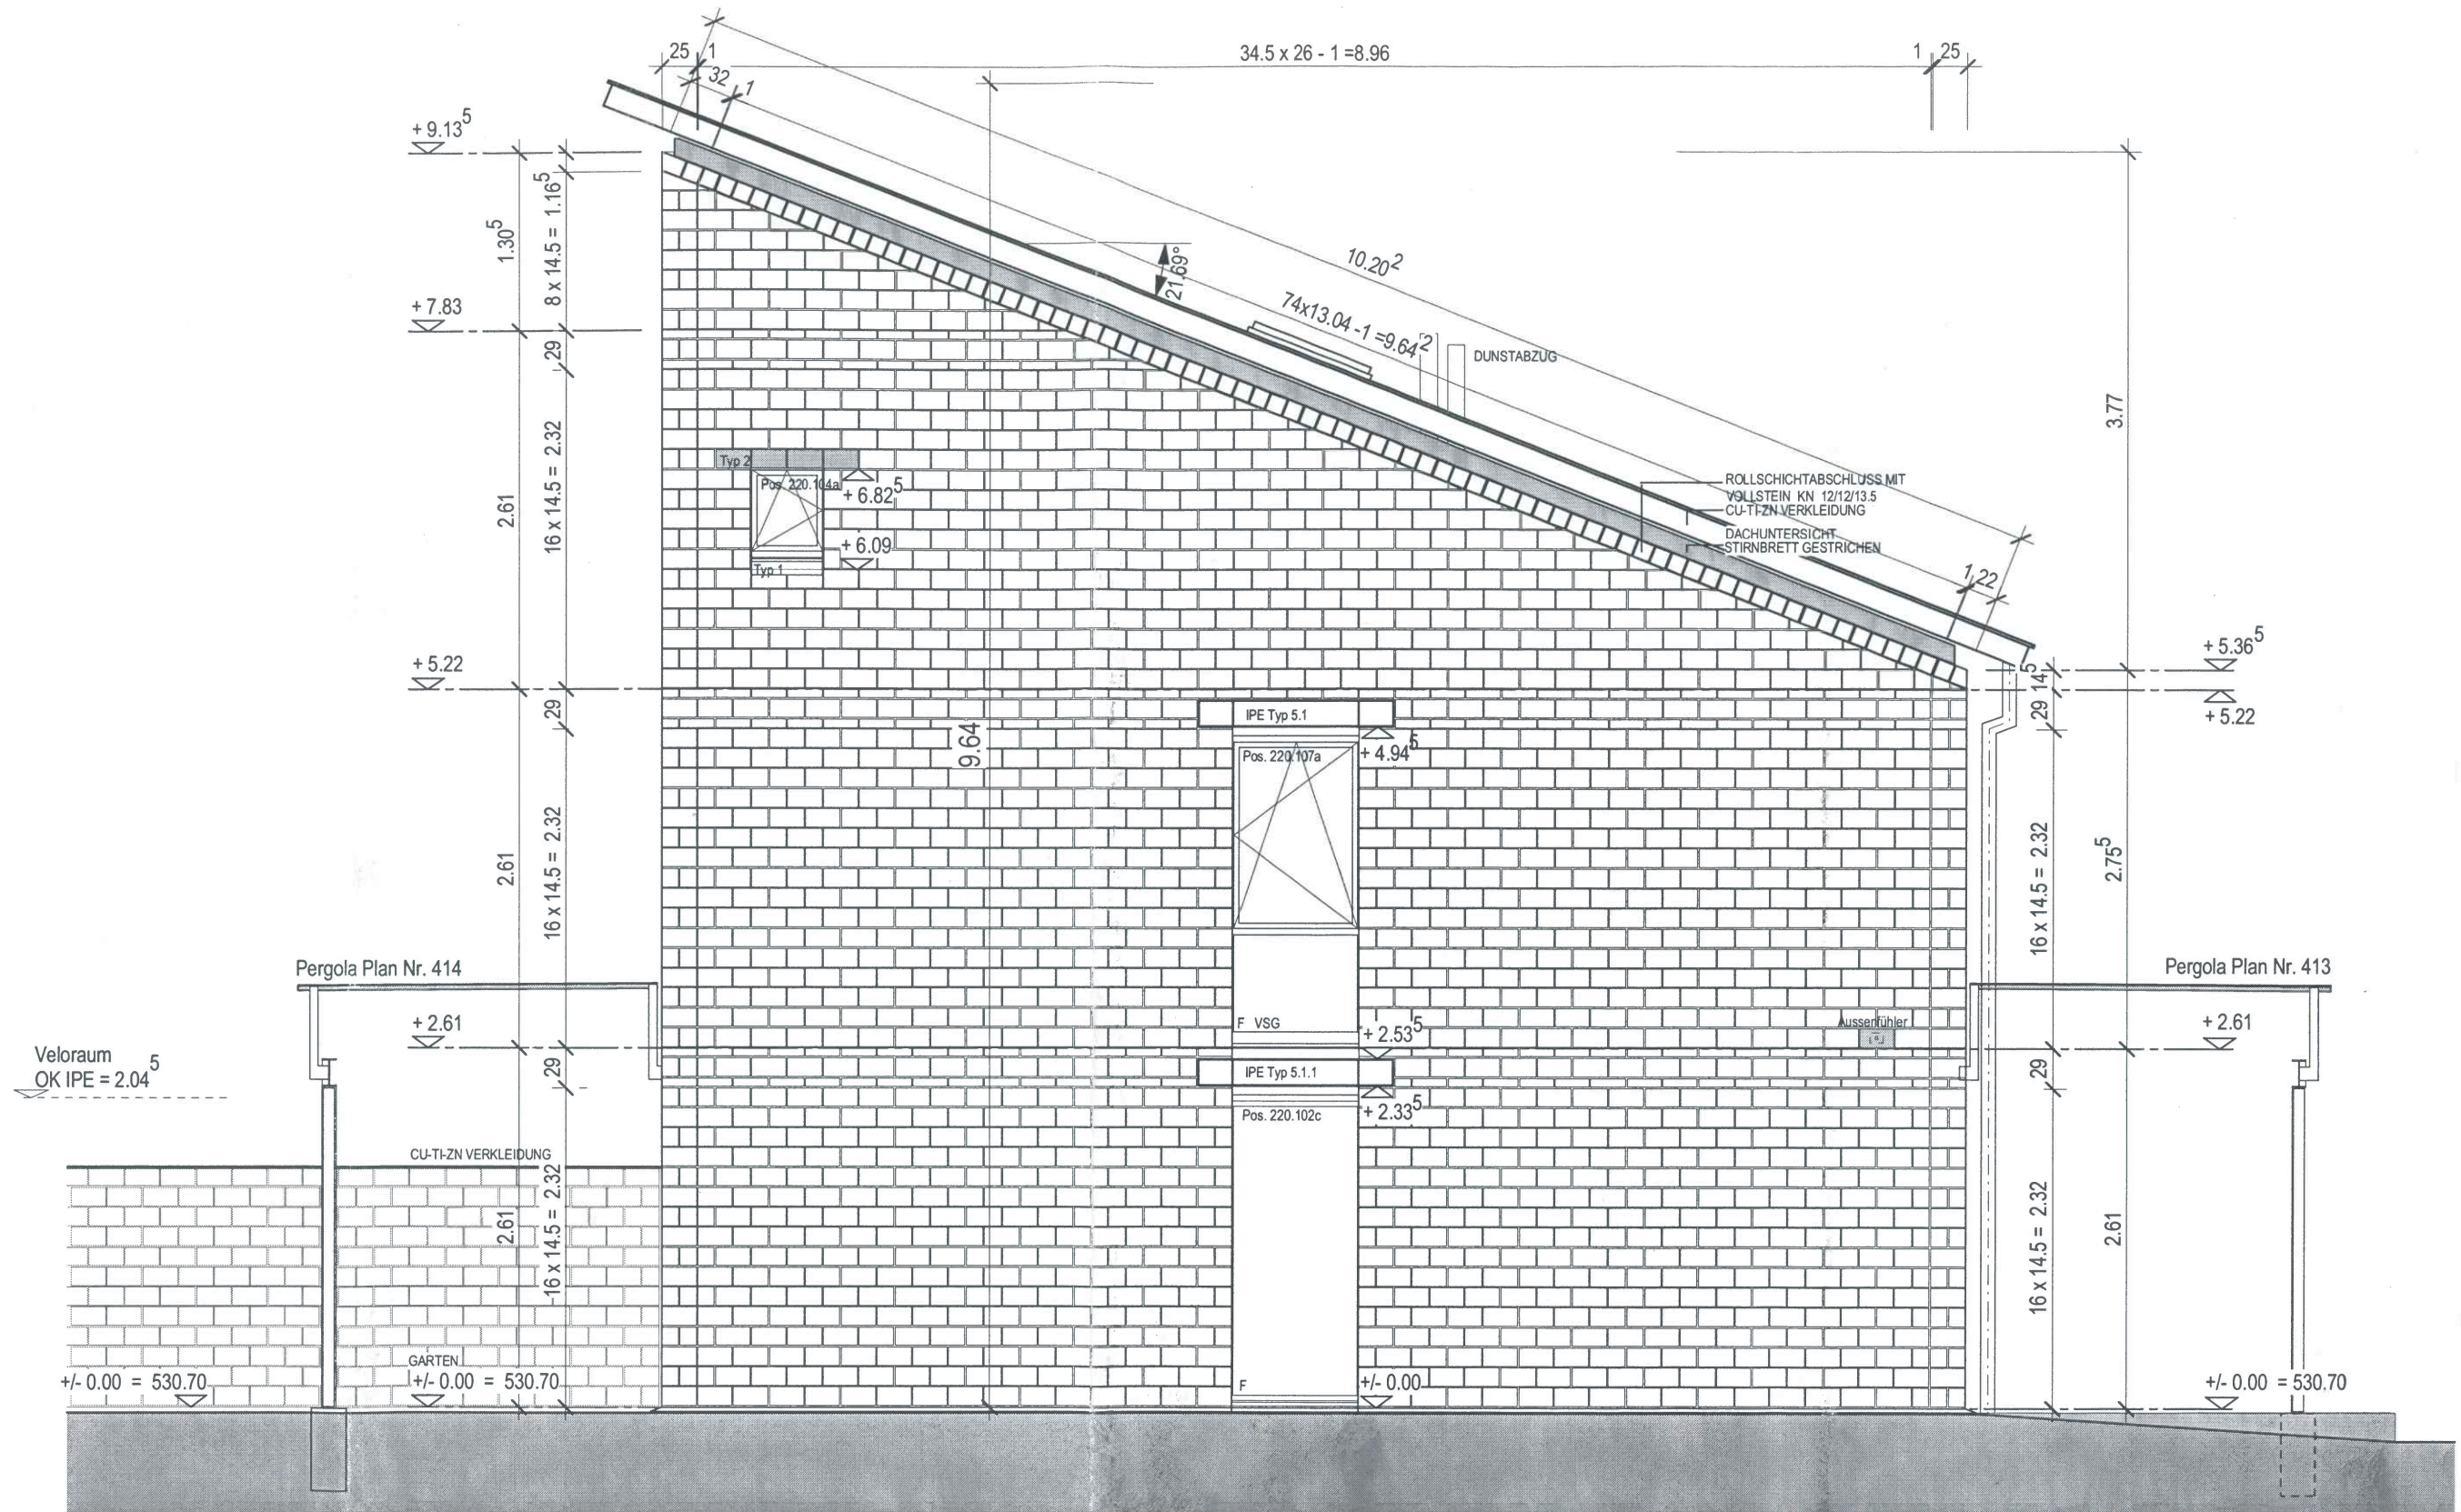 25 1
34.5 x 26 - 1 =8.96
1 25
32 1
+ 9.13⁵
1.30⁵
8 x 14.5 = 1.16⁵
+ 7.83
29
2.61
16 x 14.5 = 2.32
+ 5.22
29
2.61
16 x 14.5 = 2.32
+ 2.61
29
2.61
16 x 14.5 = 2.32
21.69°
10.20²
74x13.04 -1 =9.64²
DUNSTABZUG
3.77
ROLLSCHICHTABSCHLUSS MIT
VOLLSTEIN KN 12/12/13.5
CU-TI-ZN VERKLEIDUNG
DACHUNTERSICHT
STIRNBRETT GESTRICHEN
1 22
Typ 2
Pos. 220.104a
+ 6.82⁵
+ 6.09
Typ 1
9.64
IPE Typ 5.1
Pos. 220.107a
+ 4.94⁵
F VSG
+ 2.53⁵
IPE Typ 5.1.1
+ 2.33⁵
Pos. 220.102c
F
+/- 0.00
Aussenfühler
+ 5.36⁵
+ 5.22
14⁵
29
16 x 14.5 = 2.32
2.75⁵
Pergola Plan Nr. 413
+ 2.61
29
16 x 14.5 = 2.32
2.61
+/- 0.00 = 530.70
Pergola Plan Nr. 414
Veloraum
OK IPE = 2.04⁵
CU-TI-ZN VERKLEIDUNG
GARTEN
+/- 0.00 = 530.70
+/- 0.00 = 530.70